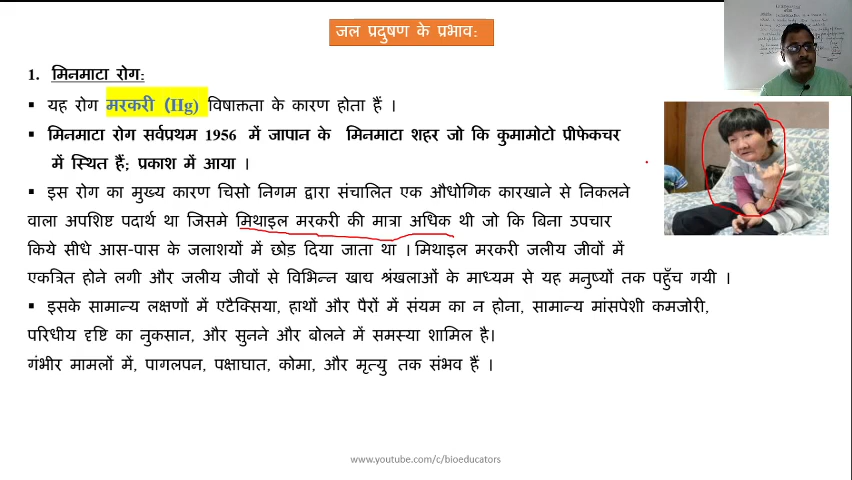 जल प्रदुषण के प्रभाव:
1. मिनमाटा रोग:
▪ यह रोग मरकरी (Hg) विषाक्तता के कारण होता हैं ।
▪ मिनमाटा रोग सर्वप्रथम 1956 में जापान के मिनमाटा शहर जो कि कुमामोटो प्रीफेकचर
में स्थित हैं; प्रकाश में आया ।
▪ इस रोग का मुख्य कारण चिसो निगम द्वारा संचालित एक औधोगिक कारखाने से निकलने
वाला अपशिष्ट पदार्थ था जिसमे मिथाइल मरकरी की मात्रा अधिक थी जो कि बिना उपचार
किये सीधे आस-पास के जलाशयों में छोड़ दिया जाता था । मिथाइल मरकरी जलीय जीवों में
एकत्रित होने लगी और जलीय जीवों से विभिन्न खाद्य श्रंखलाओं के माध्यम से यह मनुष्यों तक पहुँच गयी ।
▪ इसके सामान्य लक्षणों में एटैक्सिया, हाथों और पैरों में संयम का न होना, सामान्य मांसपेशी कमजोरी,
परिधीय दृष्टि का नुकसान, और सुनने और बोलने में समस्या शामिल है।
गंभीर मामलों में, पागलपन, पक्षाघात, कोमा, और मृत्यु तक संभव हैं ।
www.youtube.com/c/bioeducators